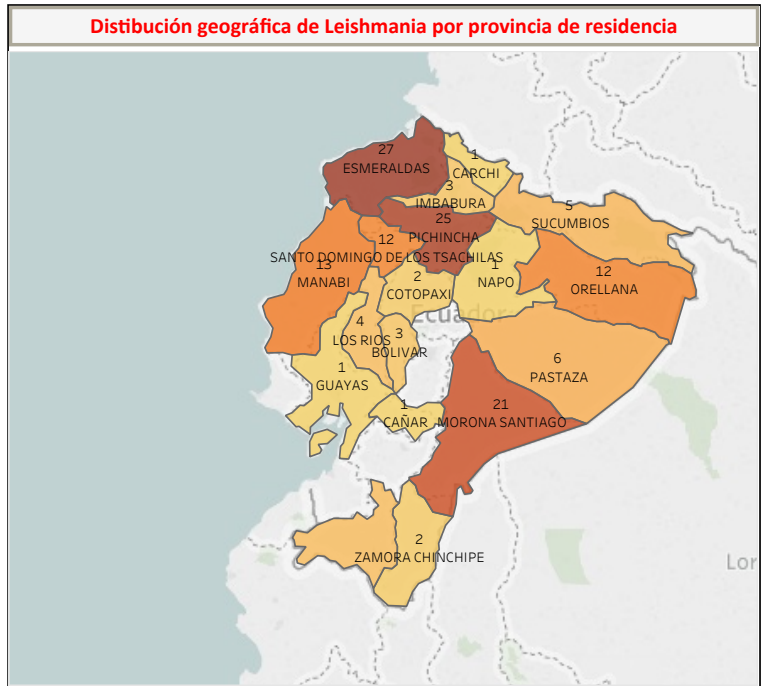 Distibución geográfica de Leishmania por provincia de residencia
27
ESMERALDAS
1
CARCHI
3
IMBABURA
5
SUCUMBIOS
25
PICHINCHA
12
SANTO DOMINGO DE LOS TSACHILAS
13
MANABI
2
COTOPAXI
1
NAPO
12
ORELLANA
Ecuador
4
LOS RIOS
3
BOLIVAR
1
GUAYAS
6
PASTAZA
1
CAÑAR
21
MORONA SANTIAGO
2
ZAMORA CHINCHIPE
Lor